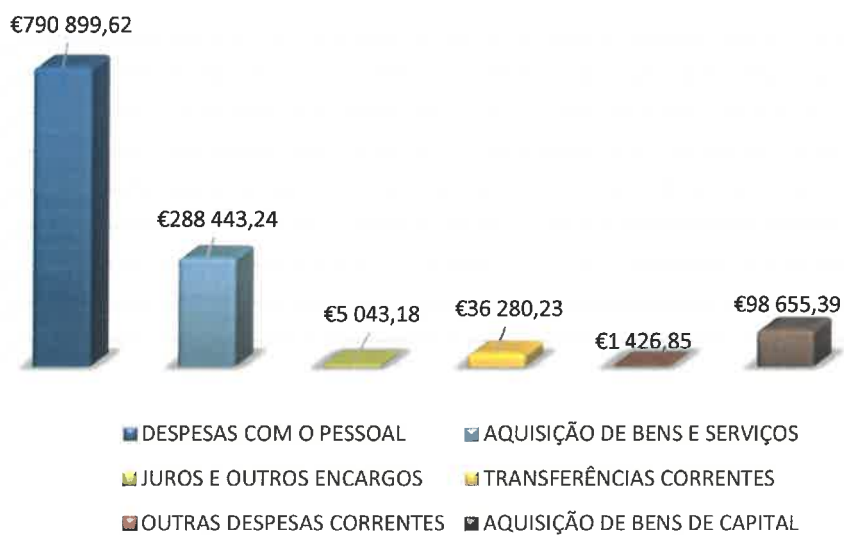 €790 899,62
€288 443,24
€5 043,18
€36 280,23
€1 426,85
€98 655,39
DESPESAS COM O PESSOAL
AQUISIÇÃO DE BENS E SERVIÇOS
JUROS E OUTROS ENCARGOS
TRANSFERÊNCIAS CORRENTES
OUTRAS DESPESAS CORRENTES
AQUISIÇÃO DE BENS DE CAPITAL